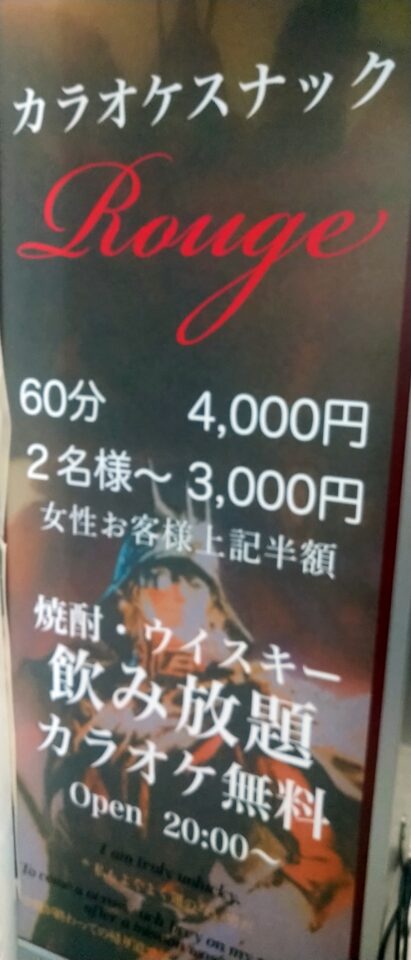 カラオケスナック
Rouge
60分 4,000円
2名様～ 3,000円
女性お客様上記半額
焼酎・ウイスキー
飲み放題
カラオケ無料
Open 20:00～
I am truly unlucky.